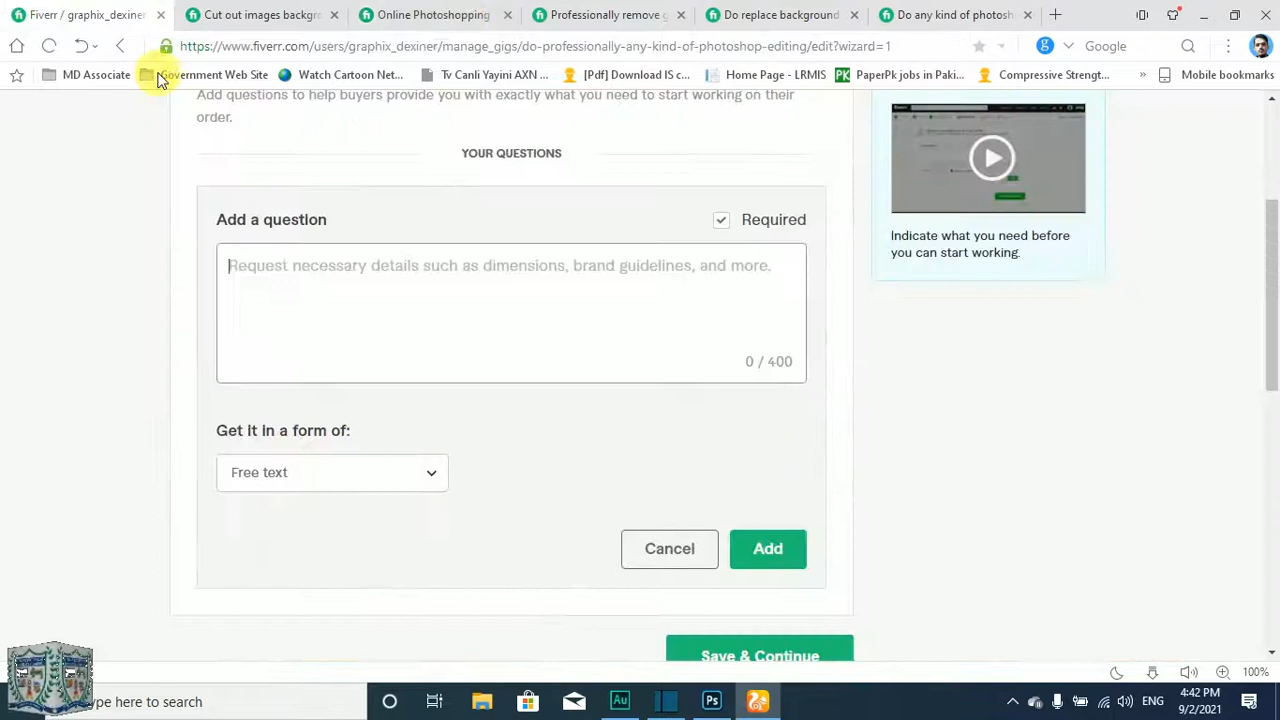 Fiverr / graphix_dexiner
Cut out images backgr
Online Photoshopping
Professionally remove
Do replace background
Do any kind of photosh
https://www.fiverr.com/users/graphix_dexiner/manage_gigs/do-professionally-any-kind-of-photoshop-editing/edit?wizard=1
Google
MD Associate
Government Web Site
Watch Cartoon Net...
Tv Canli Yayini AXN ...
[Pdf] Download IS c...
Home Page - LRMIS
PK PaperPk jobs in Paki...
Compressive Strengt...
Mobile bookmarks
Add questions to help buyers provide you with exactly what you need to start working on their
order.
YOUR QUESTIONS
Add a question
Required
Request necessary details such as dimensions, brand guidelines, and more.
0 / 400
Get it in a form of:
Free text
Cancel
Add
Save & Continue
Indicate what you need before
you can start working.
100%
ype here to search
Au
Ps
ENG
4:42 PM
9/2/2021